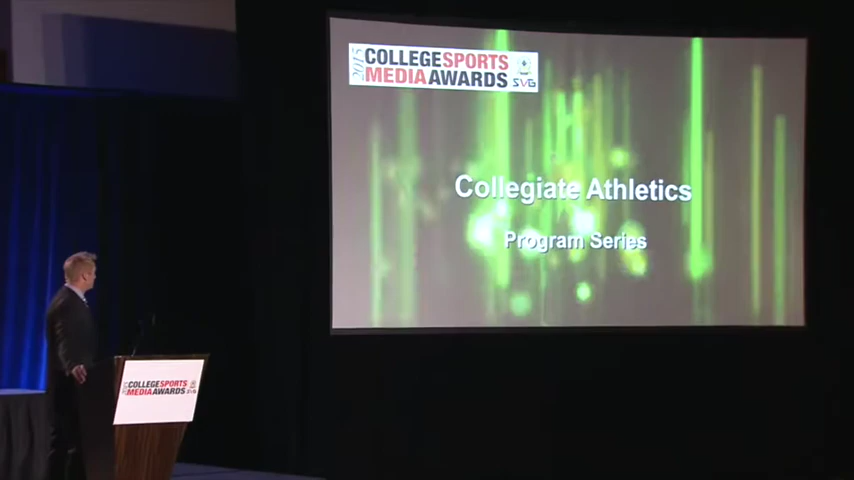 2015
COLLEGESPORTS
MEDIAAWARDS
SVG
Collegiate Athletics
Program Series
COLLEGESPORTS
MEDIAAWARDS